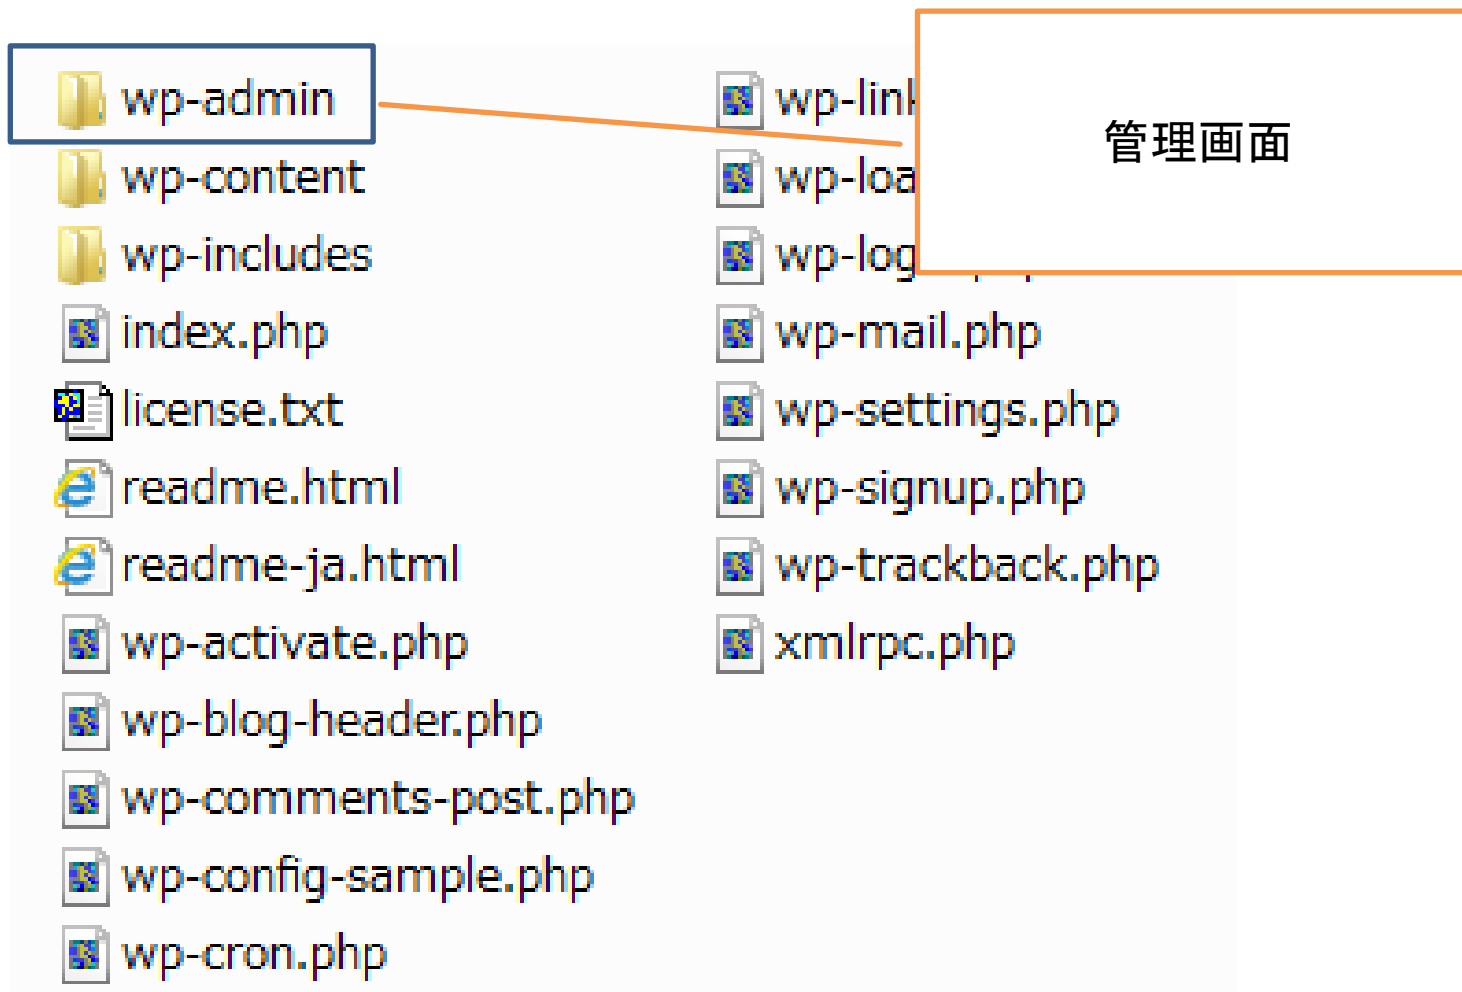 wp-admin
wp-content
wp-includes
index.php
license.txt
readme.html
readme-ja.html
wp-activate.php
wp-blog-header.php
wp-comments-post.php
wp-config-sample.php
wp-cron.php
wp-mail.php
wp-settings.php
wp-signup.php
wp-trackback.php
xmlrpc.php
管理画面